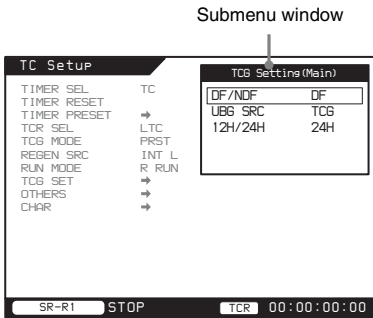 Submenu window
TC Setup
TIMER SEL TC
TIMER RESET
TIMER PRESET ➜
TCR SEL LTC
TCG MODE PRST
REGEN SRC INT L
RUN MODE R RUN
TCG SET ➜
OTHERS ➜
CHAR ➜
TCG Setting(Main)
DF/NDF DF
UBG SRC TCG
12H/24H 24H
SR-R1 STOP TCR 00:00:00:00